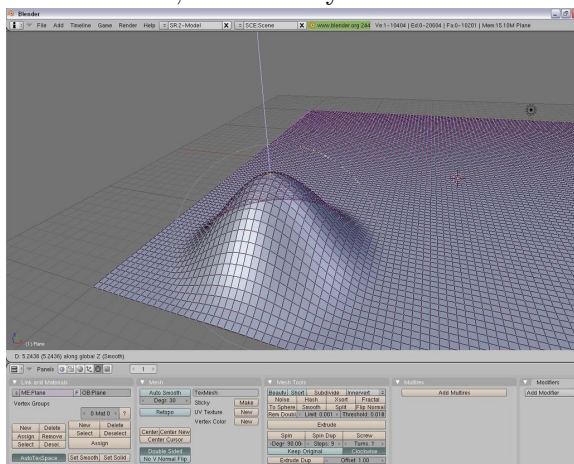 Blender
File Add Timeline Game Render Help SR:2-Model X SCE:Scene X www.blender.org 244 Ve:1-10404 | Ed:0-20604 | Fa:0-10201 | Mem:15.10M Plane
(1) Plane
D: 5.2436 (5.2436) along global Z (Smooth)
Panels 1
Link and Materials Mesh Mesh Tools Multires Modifiers
ME:Plane F OB:Plane Auto Smooth TexMesh Beauty Short Subdivide Innervert Add Multires Add Modifier
Vertex Groups Degr: 30 Sticky Make Noise Hash Xsort Fractal
0 Mat 0 ? Retopo UV Texture New To Sphere Smooth Split Flip Normal
Vertex Color New Rem Doubl Limit: 0.001 Threshold: 0.010
New Delete New Delete Extrude
Assign Remove Select Deselect Center Center New Spin Spin Dup Screw
Select Desel. Assign Center Cursor Degr: 90.00 Steps: 9 Turns: 1
Double Sided Keep Original Clockwise
AutoTexSpace Set Smooth Set Solid No V.Normal Flip Extrude Dup Offset: 1.00